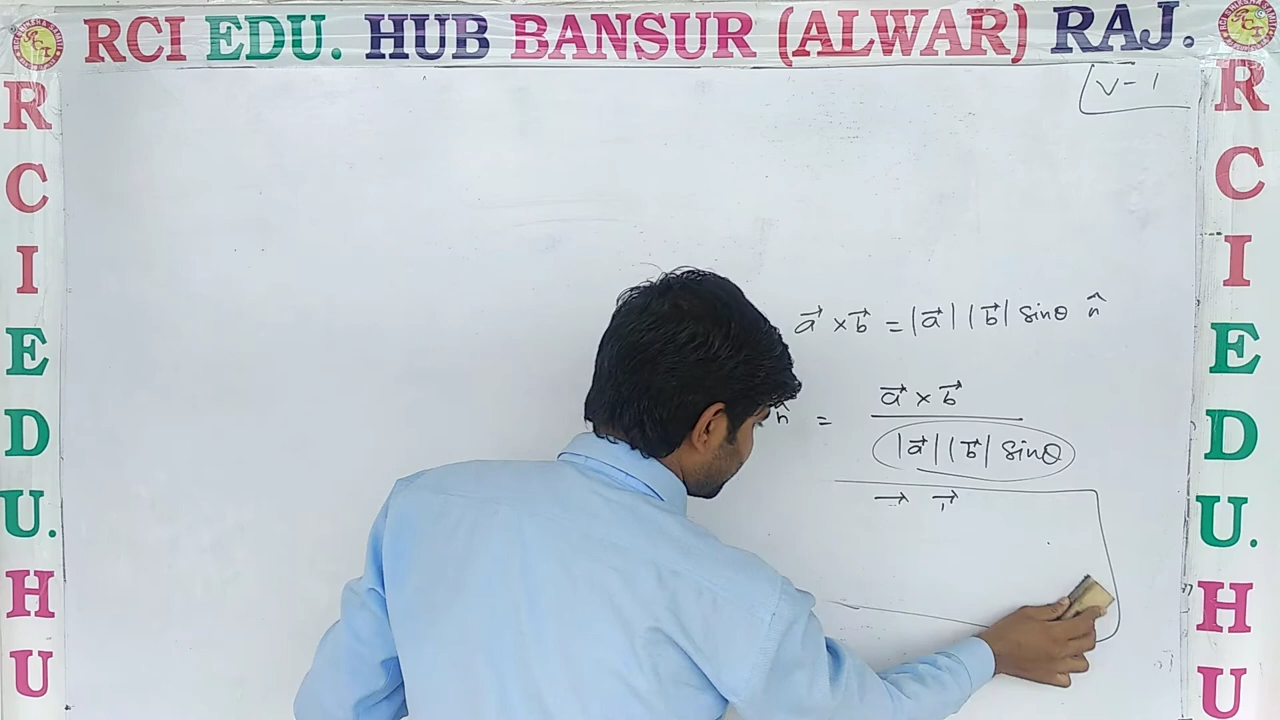 RCI EDU. HUB BANSUR (ALWAR) RAJ.
V-1
R
C
I
E
D
U.
H
U
a⃗ × b⃗ = |a⃗| |b⃗| sinθ n̂
n̂ = a⃗ × b⃗
|a⃗| |b⃗| sinθ
R
C
I
E
D
U.
H
U